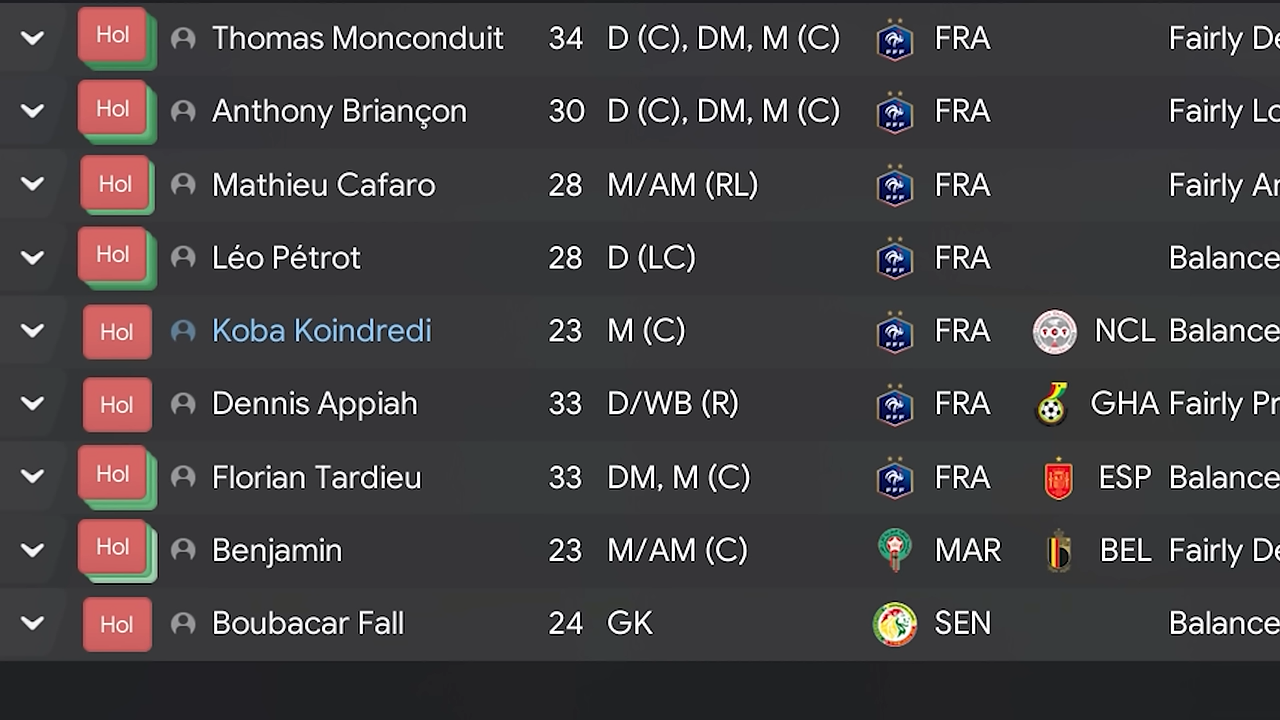 Hol Thomas Monconduit 34 D (C), DM, M (C) FRA Fairly De
Hol Anthony Briançon 30 D (C), DM, M (C) FRA Fairly Lo
Hol Mathieu Cafaro 28 M/AM (RL) FRA Fairly Am
Hol Léo Pétrot 28 D (LC) FRA Balance
Hol Koba Koindredi 23 M (C) FRA NCL Balance
Hol Dennis Appiah 33 D/WB (R) FRA GHA Fairly Pr
Hol Florian Tardieu 33 DM, M (C) FRA ESP Balance
Hol Benjamin 23 M/AM (C) MAR BEL Fairly De
Hol Boubacar Fall 24 GK SEN Balance